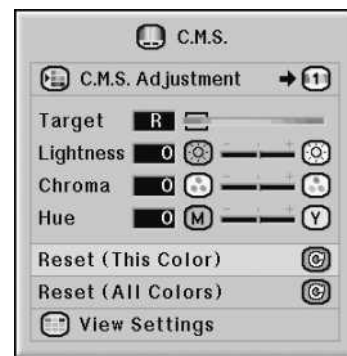 C.M.S.
C.M.S. Adjustment 1
Target R
Lightness 0
Chroma 0
Hue 0 M Y
Reset (This Color)
Reset (All Colors)
View Settings